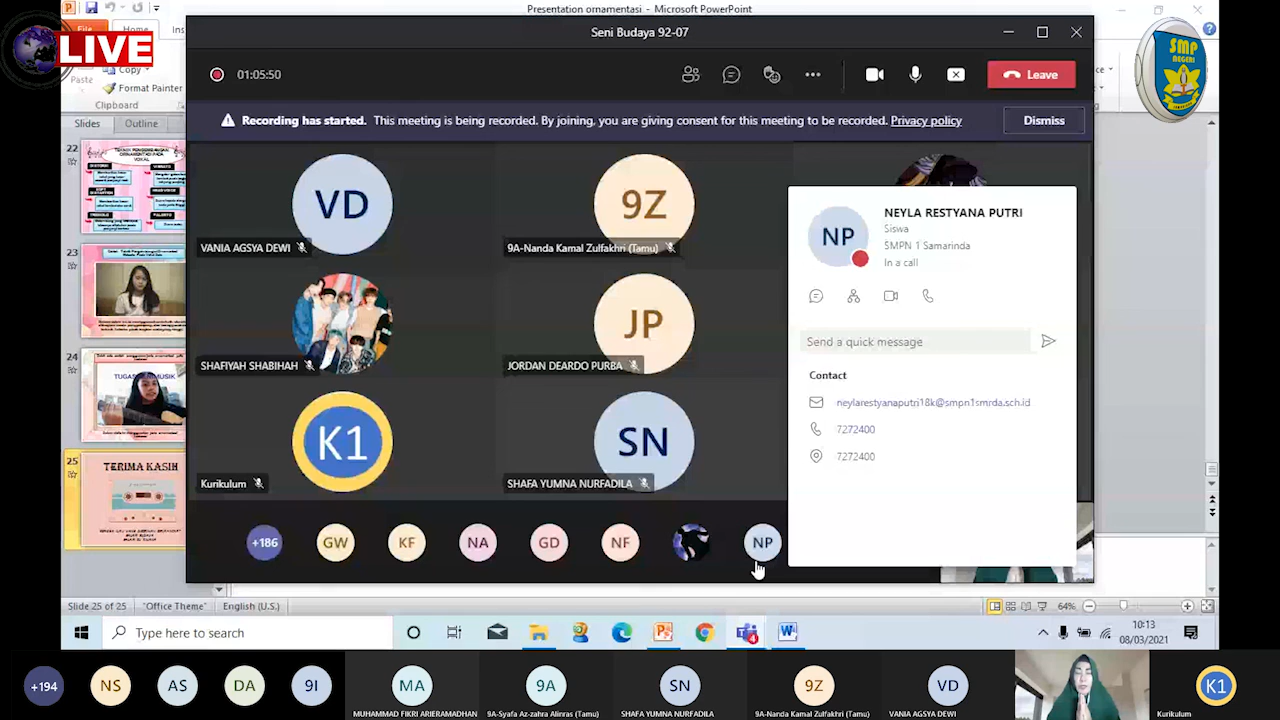 Presentation ornamentasi - Microsoft PowerPoint
File
Home
Ins
LIVE
Paste
Copy
Format Painter
Clipboard
Slides
Outline
Seni Budaya 92-07
01:05:50
Leave
Recording has started. This meeting is being recorded. By joining, you are giving consent for this meeting to be recorded. Privacy policy
Dismiss
SMP
NEGERI
22
VOKAL
23
24
25
TERIMA KASIH
VD
VANIA AGSYA DEWI
9Z
9A-Nanda Kamal Zulfakhri (Tamu)
SHAFIYAH SHABIHAH
JP
JORDAN DEARDO PURBA
K1
Kurikulum
SN
SHAFA YUMNA NURFADILA
NP
NEYLA RESTYANA PUTRI
Siswa
SMPN 1 Samarinda
In a call
Send a quick message
Contact
neylarestyanaputri18k@smpn1smrda.sch.id
7272400
7272400
+186
GW
KF
NA
GD
NF
NP
Slide 25 of 25
"Office Theme"
English (U.S.)
64%
Type here to search
4
10:13
08/03/2021
+194
NS
AS
DA
9I
MA
MUHAMMAD FIKRI ARIERAMADHAN
9A
9A-Syafa Az-zahra Alinras (Tamu)
SN
SHAFA YUMNA NURFADILA
9Z
9A-Nanda Kamal Zulfakhri (Tamu)
VD
VANIA AGSYA DEWI
K1
Kurikulum